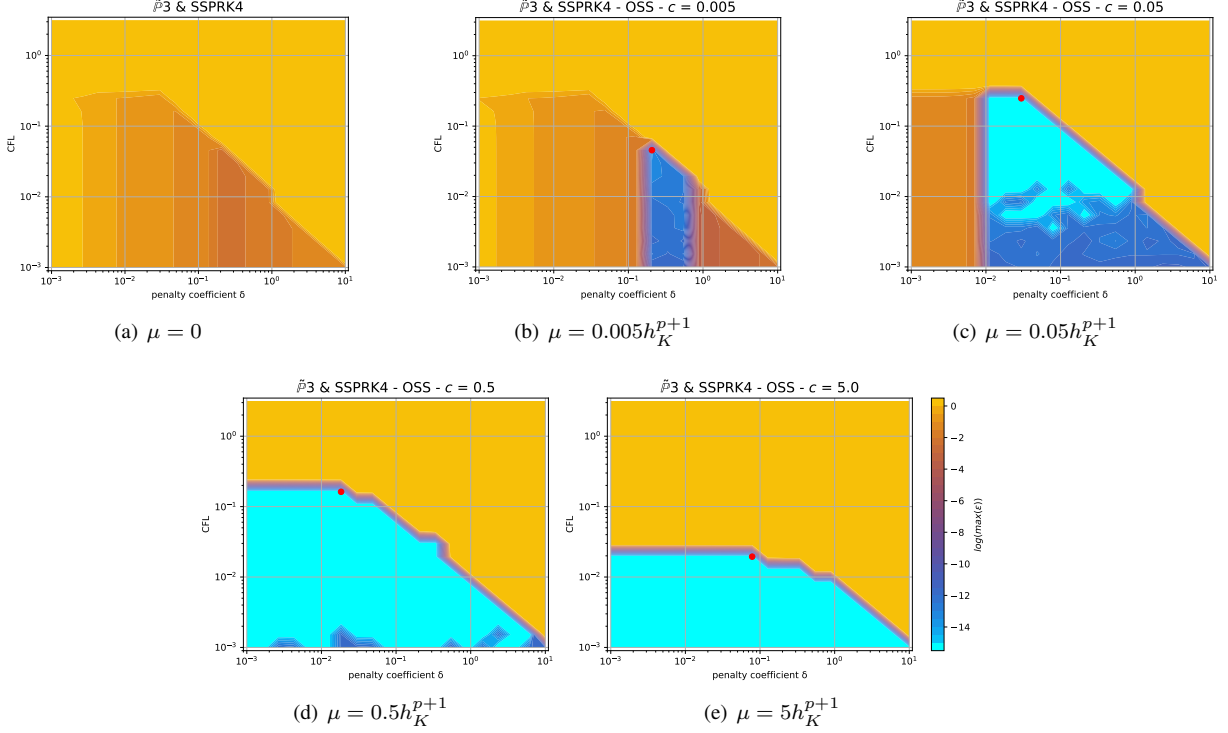 ℙ̃3 & SSPRK4
10⁰
10⁻¹
10⁻²
10⁻³
CFL
10⁻³ 10⁻² 10⁻¹ 10⁰ 10¹
penalty coefficient δ
(a) μ = 0
ℙ̃3 & SSPRK4 - OSS - c = 0.005
10⁰
10⁻¹
10⁻²
10⁻³
CFL
10⁻³ 10⁻² 10⁻¹ 10⁰ 10¹
penalty coefficient δ
(b) μ = 0.005h_K^{p+1}
ℙ̃3 & SSPRK4 - OSS - c = 0.05
10⁰
10⁻¹
10⁻²
10⁻³
CFL
10⁻³ 10⁻² 10⁻¹ 10⁰ 10¹
penalty coefficient δ
(c) μ = 0.05h_K^{p+1}
ℙ̃3 & SSPRK4 - OSS - c = 0.5
10⁰
10⁻¹
10⁻²
10⁻³
CFL
10⁻³ 10⁻² 10⁻¹ 10⁰ 10¹
penalty coefficient δ
(d) μ = 0.5h_K^{p+1}
ℙ̃3 & SSPRK4 - OSS - c = 5.0
10⁰
10⁻¹
10⁻²
10⁻³
CFL
10⁻³ 10⁻² 10⁻¹ 10⁰ 10¹
penalty coefficient δ
(e) μ = 5h_K^{p+1}
0
−2
−4
−6
−8
−10
−12
−14
log(max(ε))